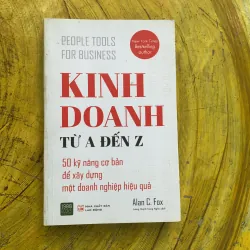 PEOPLE TOOLS
FOR BUSINESS
New York Times
Bestselling
author
KINH
DOANH
TỪ A ĐẾN Z
50 kỹ năng cơ bản
để xây dựng
một doanh nghiệp hiệu quả
Alan C. Fox